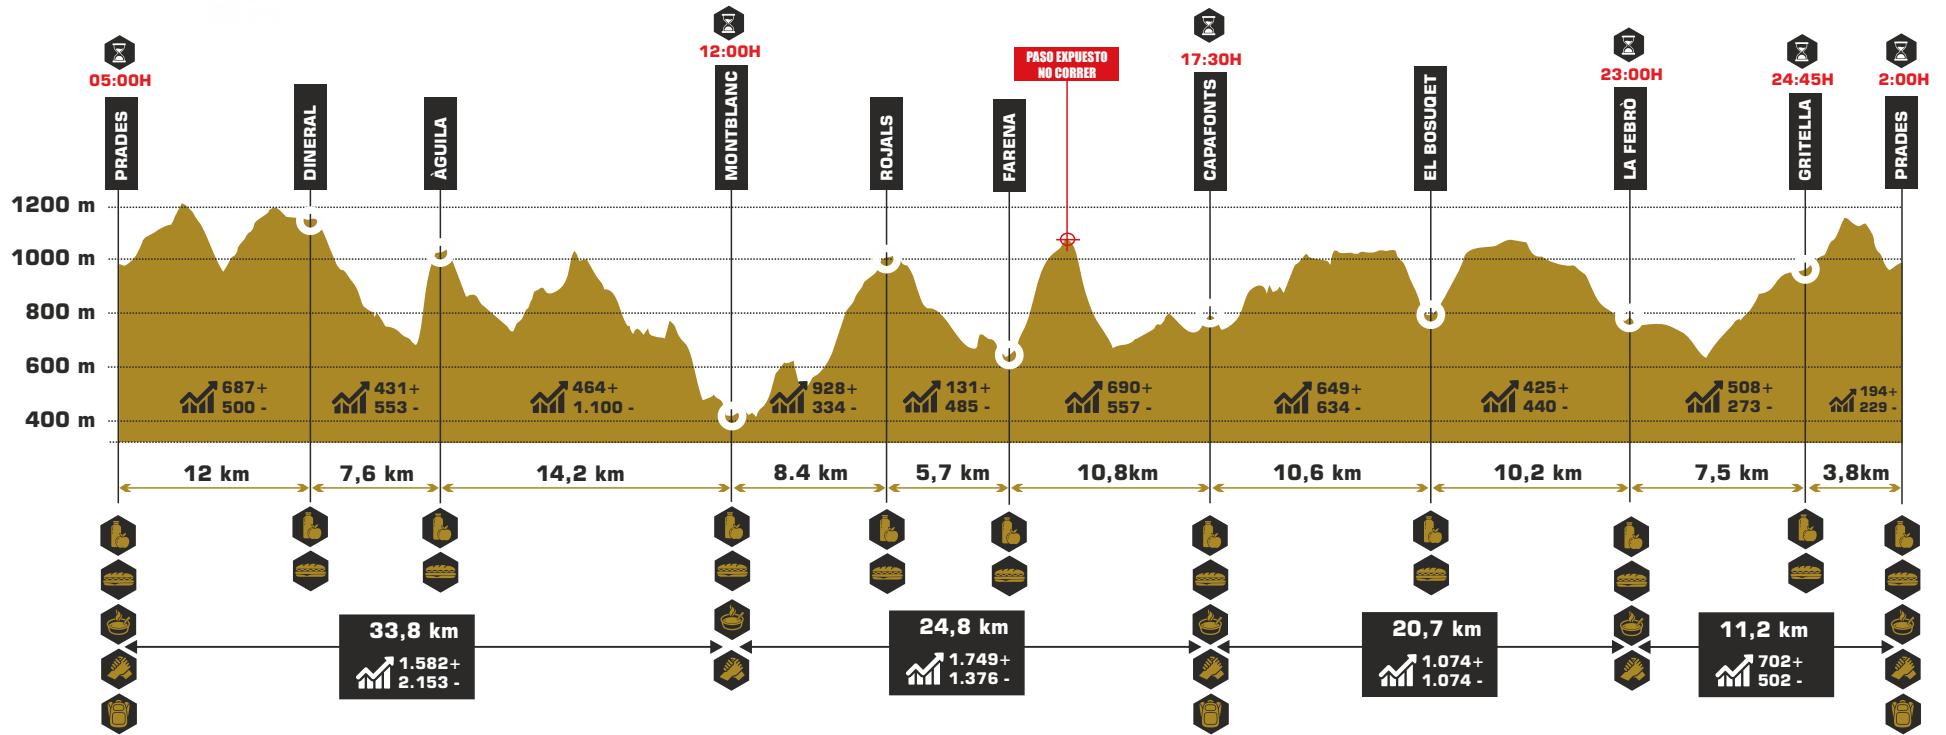 05:00H
12:00H
17:30H
23:00H
24:45H
2:00H
PASO EXPUESTO
NO CORRER
PRADES
DINERAL
ÀGUILA
MONTBLANC
ROJALS
FARENA
CAPAFONTS
EL BOSUQET
LA FEBRÒ
GRITELLA
PRADES
1200 m
1000 m
800 m
600 m
400 m
687+
500 -
431+
553 -
464+
1.100 -
928+
334 -
131+
485 -
690+
557 -
649+
634 -
425+
440 -
508+
273 -
194+
229 -
12 km
7,6 km
14,2 km
8.4 km
5,7 km
10,8km
10,6 km
10,2 km
7,5 km
3,8km
33,8 km
1.582+
2.153 -
24,8 km
1.749+
1.376 -
20,7 km
1.074+
1.074 -
11,2 km
702+
502 -